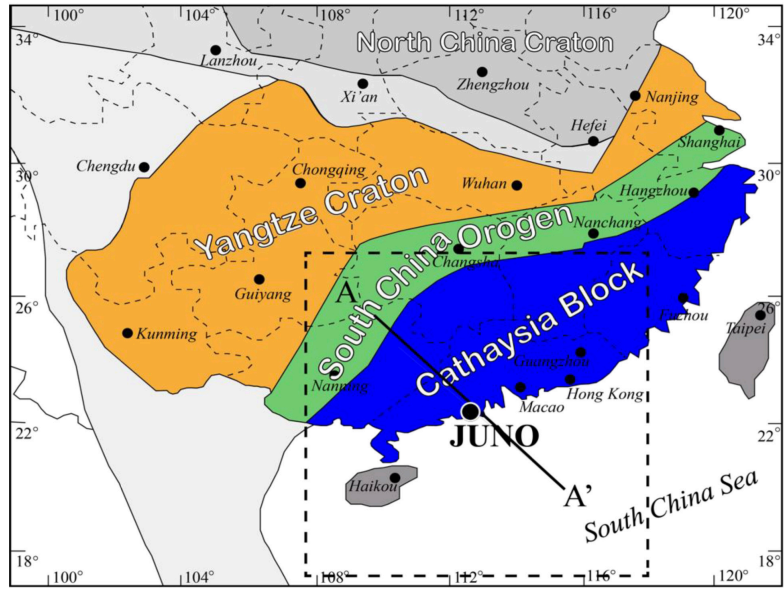 100° 104° 108° 112° 116° 120°
34° 34°
North China Craton
Lanzhou
Zhengzhou
Xi'an
Nanjing
Hefei
Shanghai
30° 30°
Chengdu
Chongqing
Wuhan
Hangzhou
Yangtze Craton
South China Orogen
Nanchang
Changsha
26° 26°
Guiyang
A
Cathaysia Block
Fuzhou
Taipei
Kunming
Guangzhou
Nanning
Hong Kong
Macao
22° 22°
JUNO
Haikou
A'
South China Sea
18° 18°
100° 104° 108° 112° 116° 120°